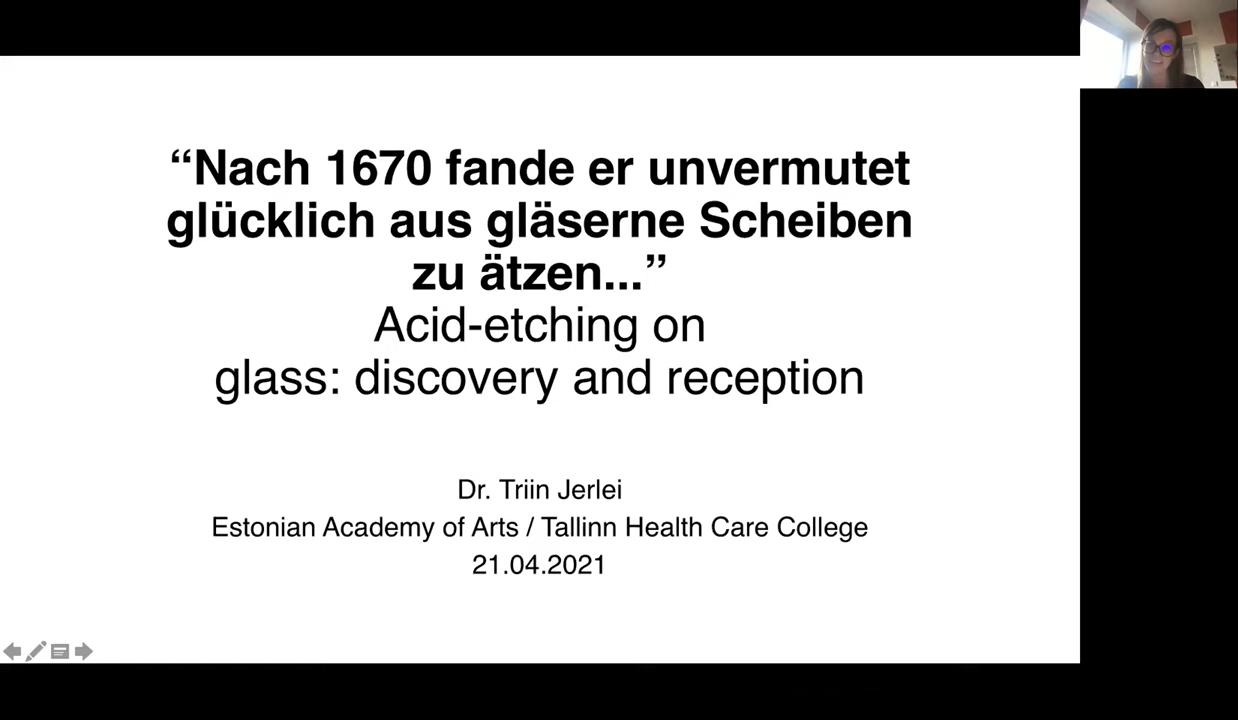 “Nach 1670 fande er unvermutet
glücklich aus gläserne Scheiben
zu ätzen...”
Acid-etching on
glass: discovery and reception
Dr. Triin Jerlei
Estonian Academy of Arts / Tallinn Health Care College
21.04.2021